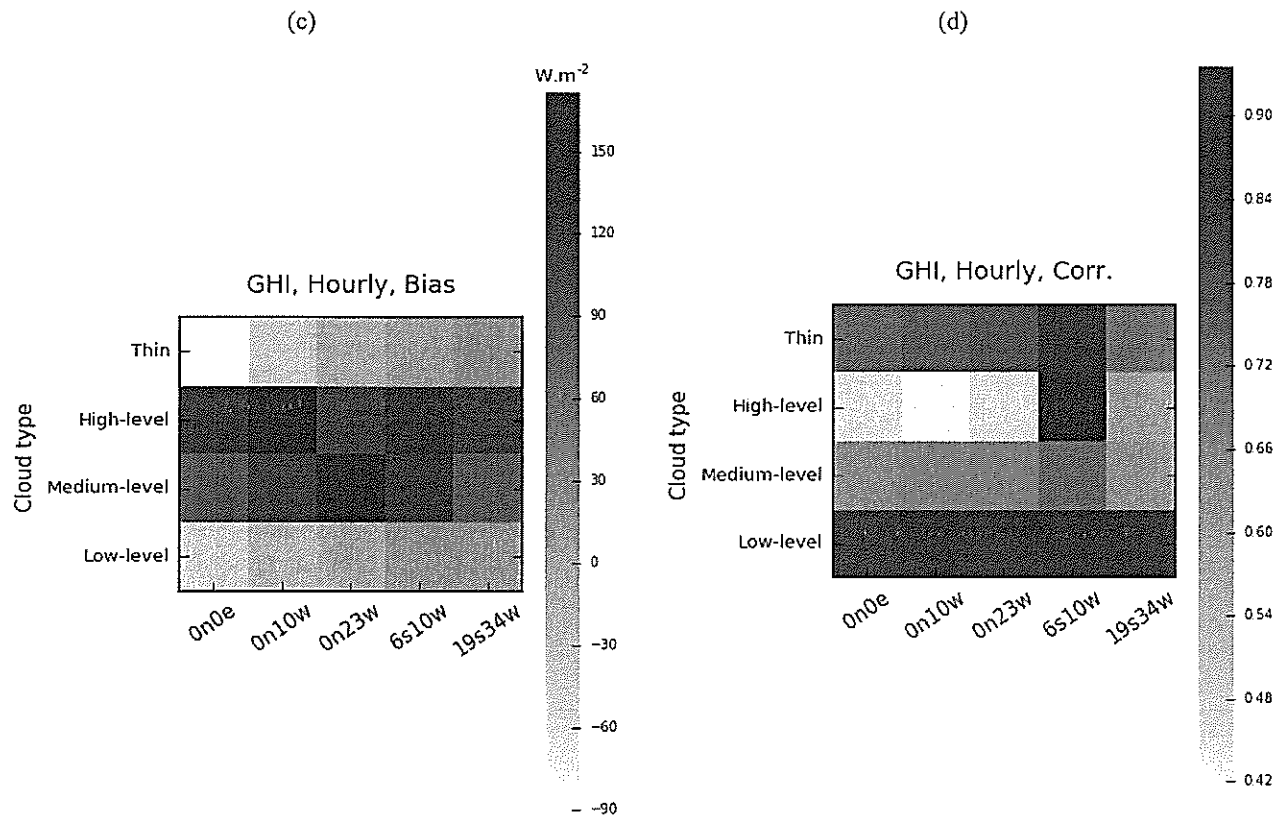 (c)
W.m-2
150
120
90
60
30
0
−30
−60
−90
GHI, Hourly, Bias
Cloud type
Thin
High-level
Medium-level
Low-level
0n0e 0n10w 0n23w 6s10w 19s34w
(d)
0.90
0.84
0.78
0.72
0.66
0.60
0.54
0.48
0.42
GHI, Hourly, Corr.
Cloud type
Thin
High-level
Medium-level
Low-level
0n0e 0n10w 0n23w 6s10w 19s34w